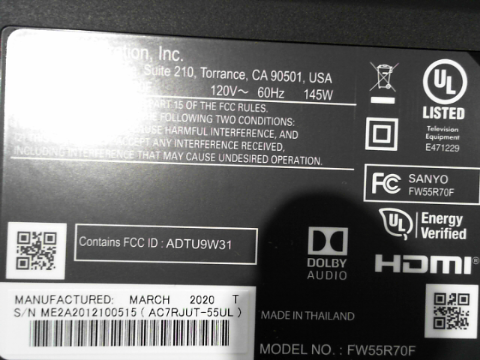 ration, Inc.
Suite 210, Torrance, CA 90501, USA
120V~ 60Hz 145W
PART 15 OF THE FCC RULES.
FOLLOWING TWO CONDITIONS:
CAUSE HARMFUL INTERFERENCE, AND
ACCEPT ANY INTERFERENCE RECEIVED,
INCLUDING INTERFERENCE THAT MAY CAUSE UNDESIRED OPERATION.
UL
LISTED
Television
Equipment
E471229
FC SANYO
FW55R70F
UL Energy
Verified
Contains FCC ID : ADTU9W31
DOLBY
AUDIO
HDMI
MANUFACTURED: MARCH 2020 T
S/N ME2A2012100515 ( AC7RJUT-55UL )
MADE IN THAILAND
MODEL NO. : FW55R70F